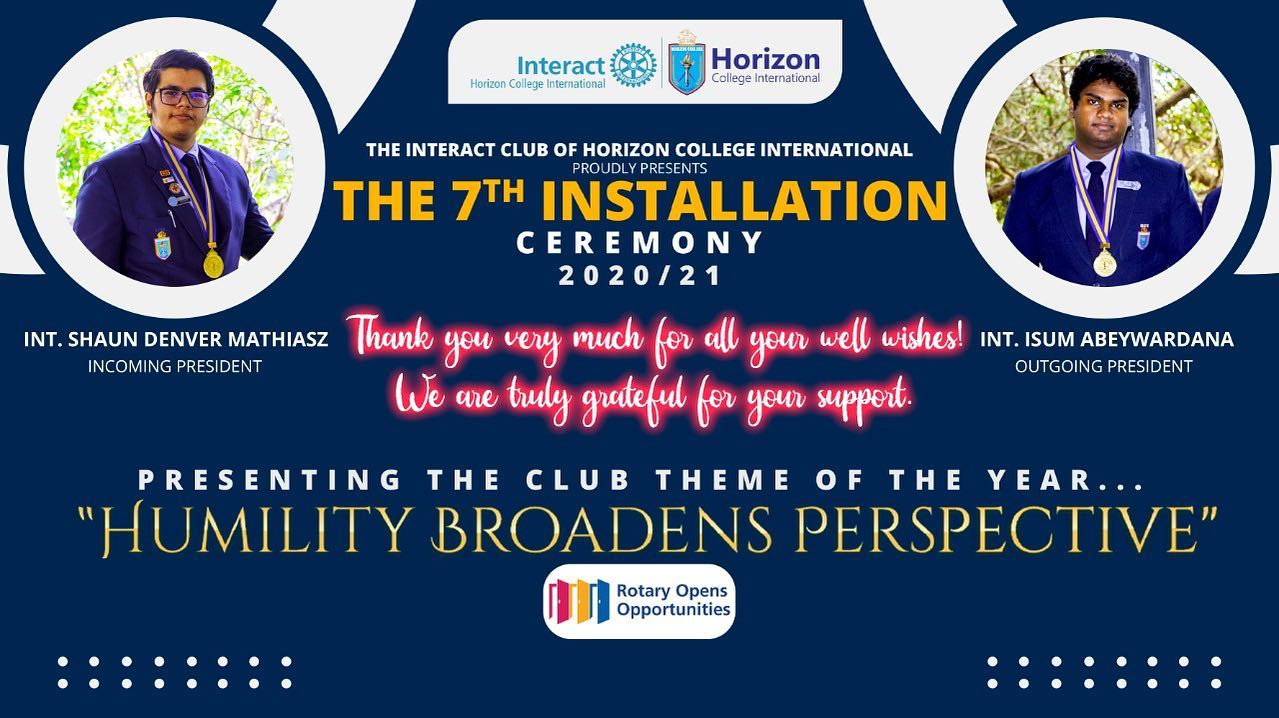 Interact
Horizon College International
HORIZON COLLEGE
Horizon
College International
THE INTERACT CLUB OF HORIZON COLLEGE INTERNATIONAL
PROUDLY PRESENTS
THE 7TH INSTALLATION
CEREMONY
2020/21
INT. SHAUN DENVER MATHIASZ
INCOMING PRESIDENT
Thank you very much for all your well wishes!
We are truly grateful for your support.
INT. ISUM ABEYWARDANA
OUTGOING PRESIDENT
PRESENTING THE CLUB THEME OF THE YEAR...
"HUMILITY BROADENS PERSPECTIVE"
Rotary Opens
Opportunities